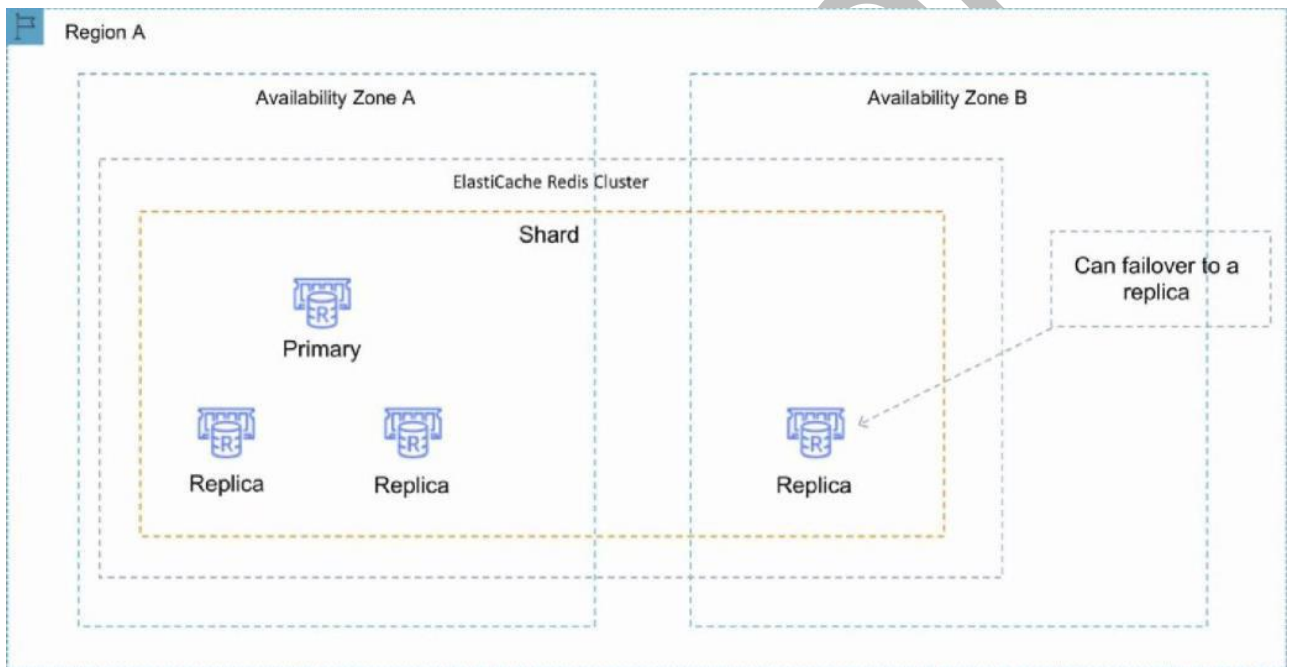 Region A
Availability Zone A
Availability Zone B
ElastiCache Redis Cluster
Shard
Can failover to a
replica
R
Primary
R
R
R
Replica
Replica
Replica